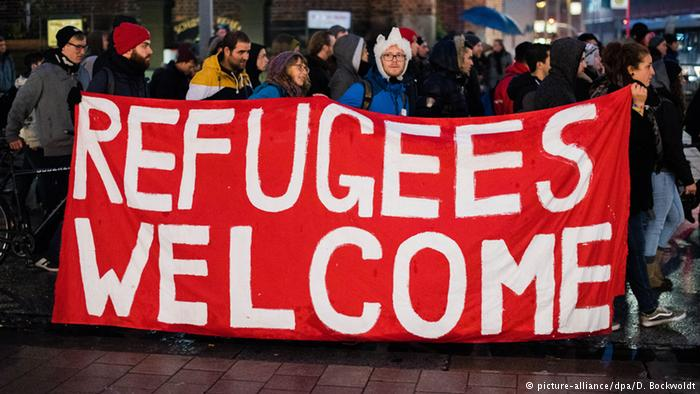 REFUGEES
WELCOME
© picture-alliance/dpa/D. Bockwoldt